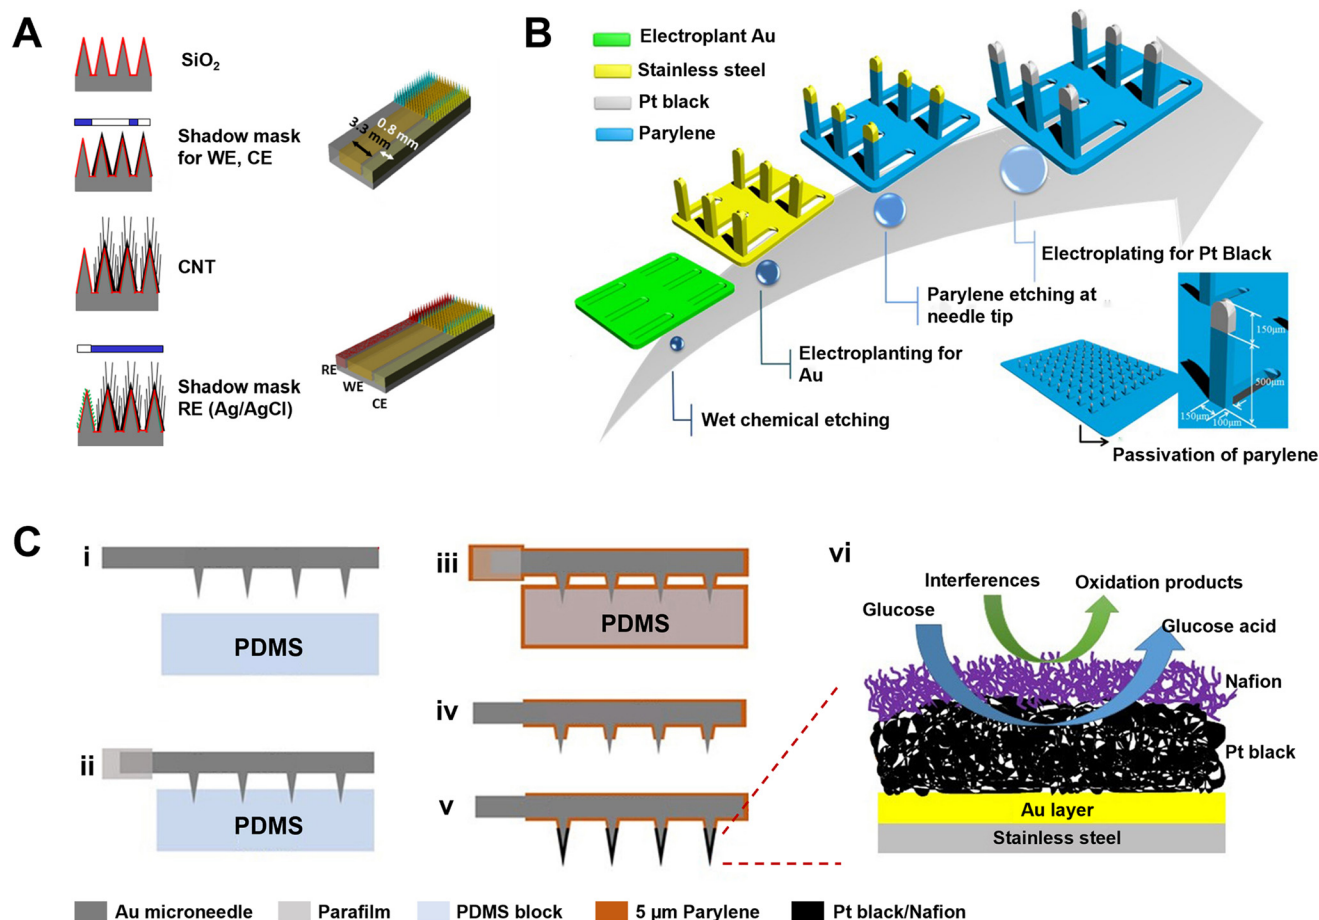 A
SiO2
Shadow mask
for WE, CE
3.3 mm
0.8 mm
CNT
Shadow mask
RE (Ag/AgCl)
RE
WE
CE
B
Electroplant Au
Stainless steel
Pt black
Parylene
Electroplating for Pt Black
Parylene etching at
needle tip
Electroplanting for
Au
Wet chemical etching
150μm
500μm
150μm
100μm
Passivation of parylene
C
i
PDMS
ii
PDMS
iii
PDMS
iv
v
vi
Interferences
Oxidation products
Glucose
Glucose acid
Nafion
Pt black
Au layer
Stainless steel
Au microneedle
Parafilm
PDMS block
5 μm Parylene
Pt black/Nafion